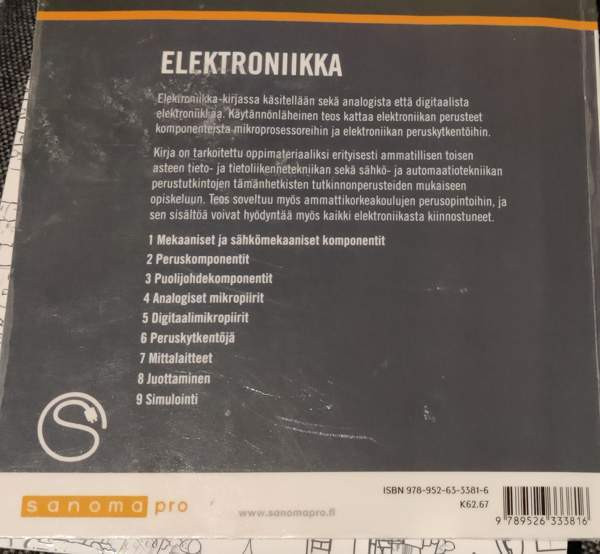 ELEKTRONIIKKA
Elektroniikka-kirjassa käsitellään sekä analogista että digitaalista
elektroniikkaa. Käytännönläheinen teos kattaa elektroniikan perusteet
komponenteista mikroprosessoreihin ja elektroniikan peruskytkentöihin.
Kirja on tarkoitettu oppimateriaaliksi erityisesti ammatillisen toisen
asteen tieto- ja tietoliikennetekniikan sekä sähkö- ja automaatiotekniikan
perustutkintojen tämänhetkisten tutkinnonperusteiden mukaiseen
opiskeluun. Teos soveltuu myös ammattikorkeakoulujen perusopintoihin, ja
sen sisältöä voivat hyödyntää myös kaikki elektroniikasta kiinnostuneet.
1 Mekaaniset ja sähkömekaaniset komponentit
2 Peruskomponentit
3 Puolijohdekomponentit
4 Analogiset mikropiirit
5 Digitaalimikropiirit
6 Peruskytkentöjä
7 Mittalaitteet
8 Juottaminen
9 Simulointi
sanoma pro
www.sanomapro.fi
ISBN 978-952-63-3381-6
K62.67
9 789526 333816